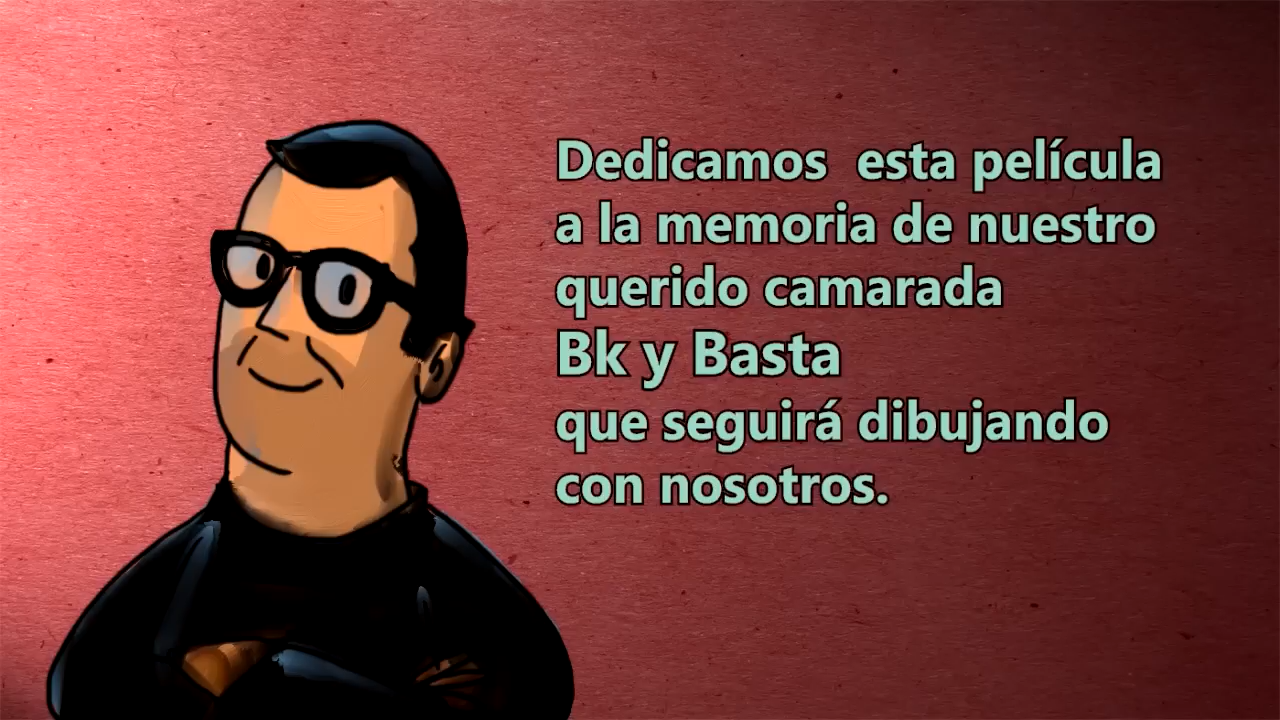 Dedicamos  esta película
a la memoria de nuestro
querido camarada
Bk y Basta
que seguirá dibujando
con nosotros.